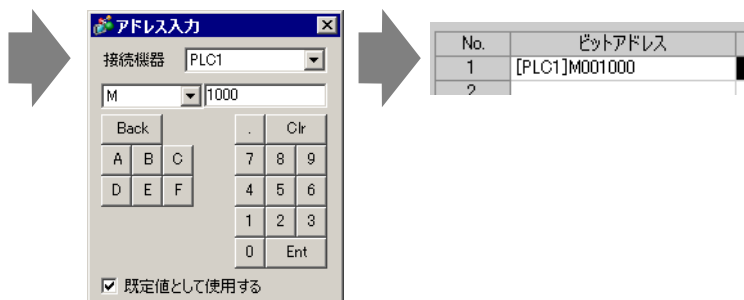 アドレス入力
接続機器 PLC1
M 1000
Back . Clr
A B C 7 8 9
D E F 4 5 6
1 2 3
0 Ent
既定値として使用する
No. ビットアドレス
1 [PLC1]M001000
2